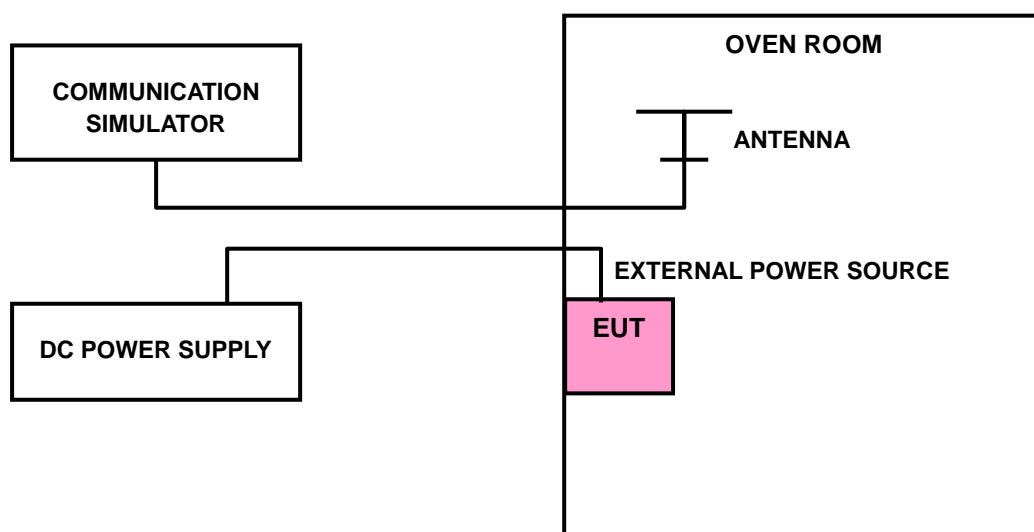 OVEN ROOM
COMMUNICATION
SIMULATOR
ANTENNA
EXTERNAL POWER SOURCE
EUT
DC POWER SUPPLY